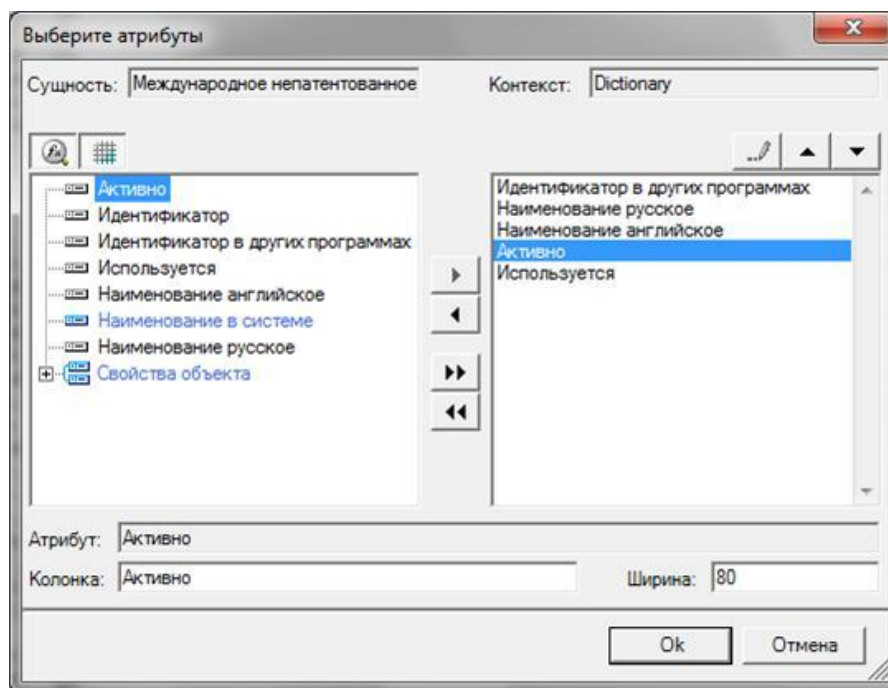 Выберите атрибуты
Сущность: Международное непатентованное Контекст: Dictionary
Активно
Идентификатор
Идентификатор в других программах
Используется
Наименование английское
Наименование в системе
Наименование русское
Свойства объекта
Идентификатор в других программах
Наименование русское
Наименование английское
Активно
Используется
Атрибут: Активно
Колонка: Активно Ширина: 80
Ok Отмена